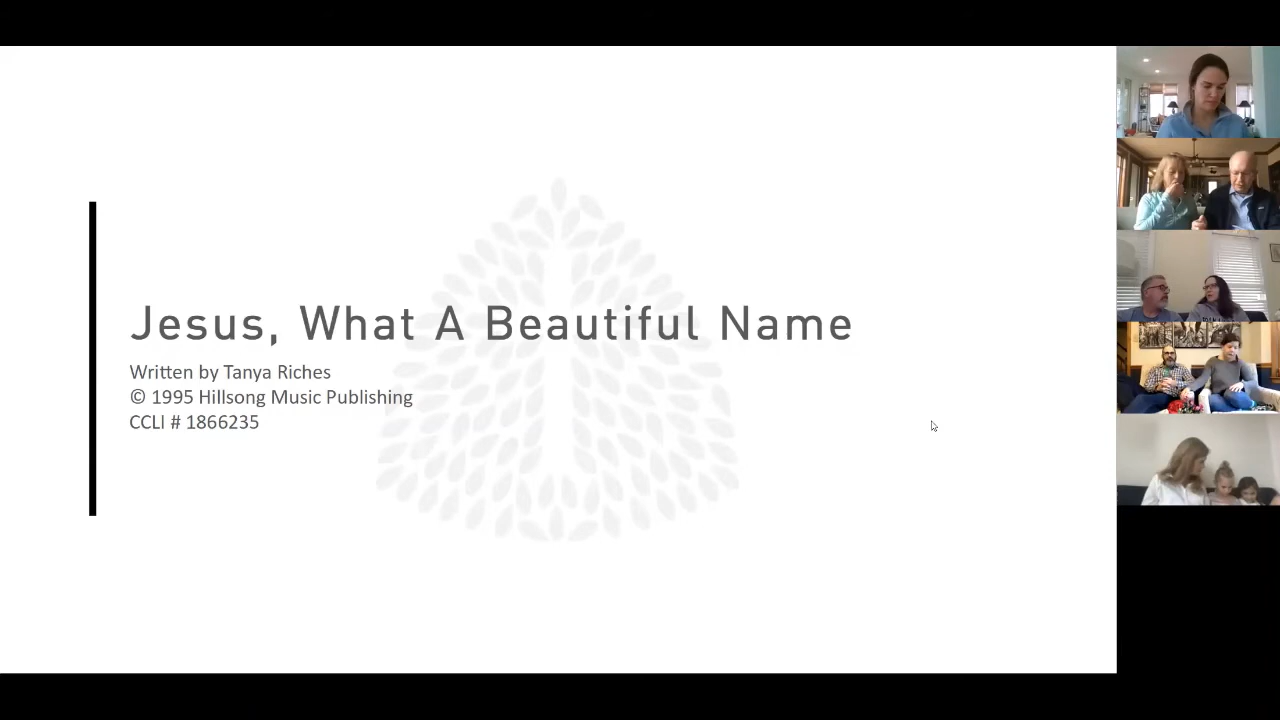 Jesus, What A Beautiful Name
Written by Tanya Riches
© 1995 Hillsong Music Publishing
CCLI # 1866235